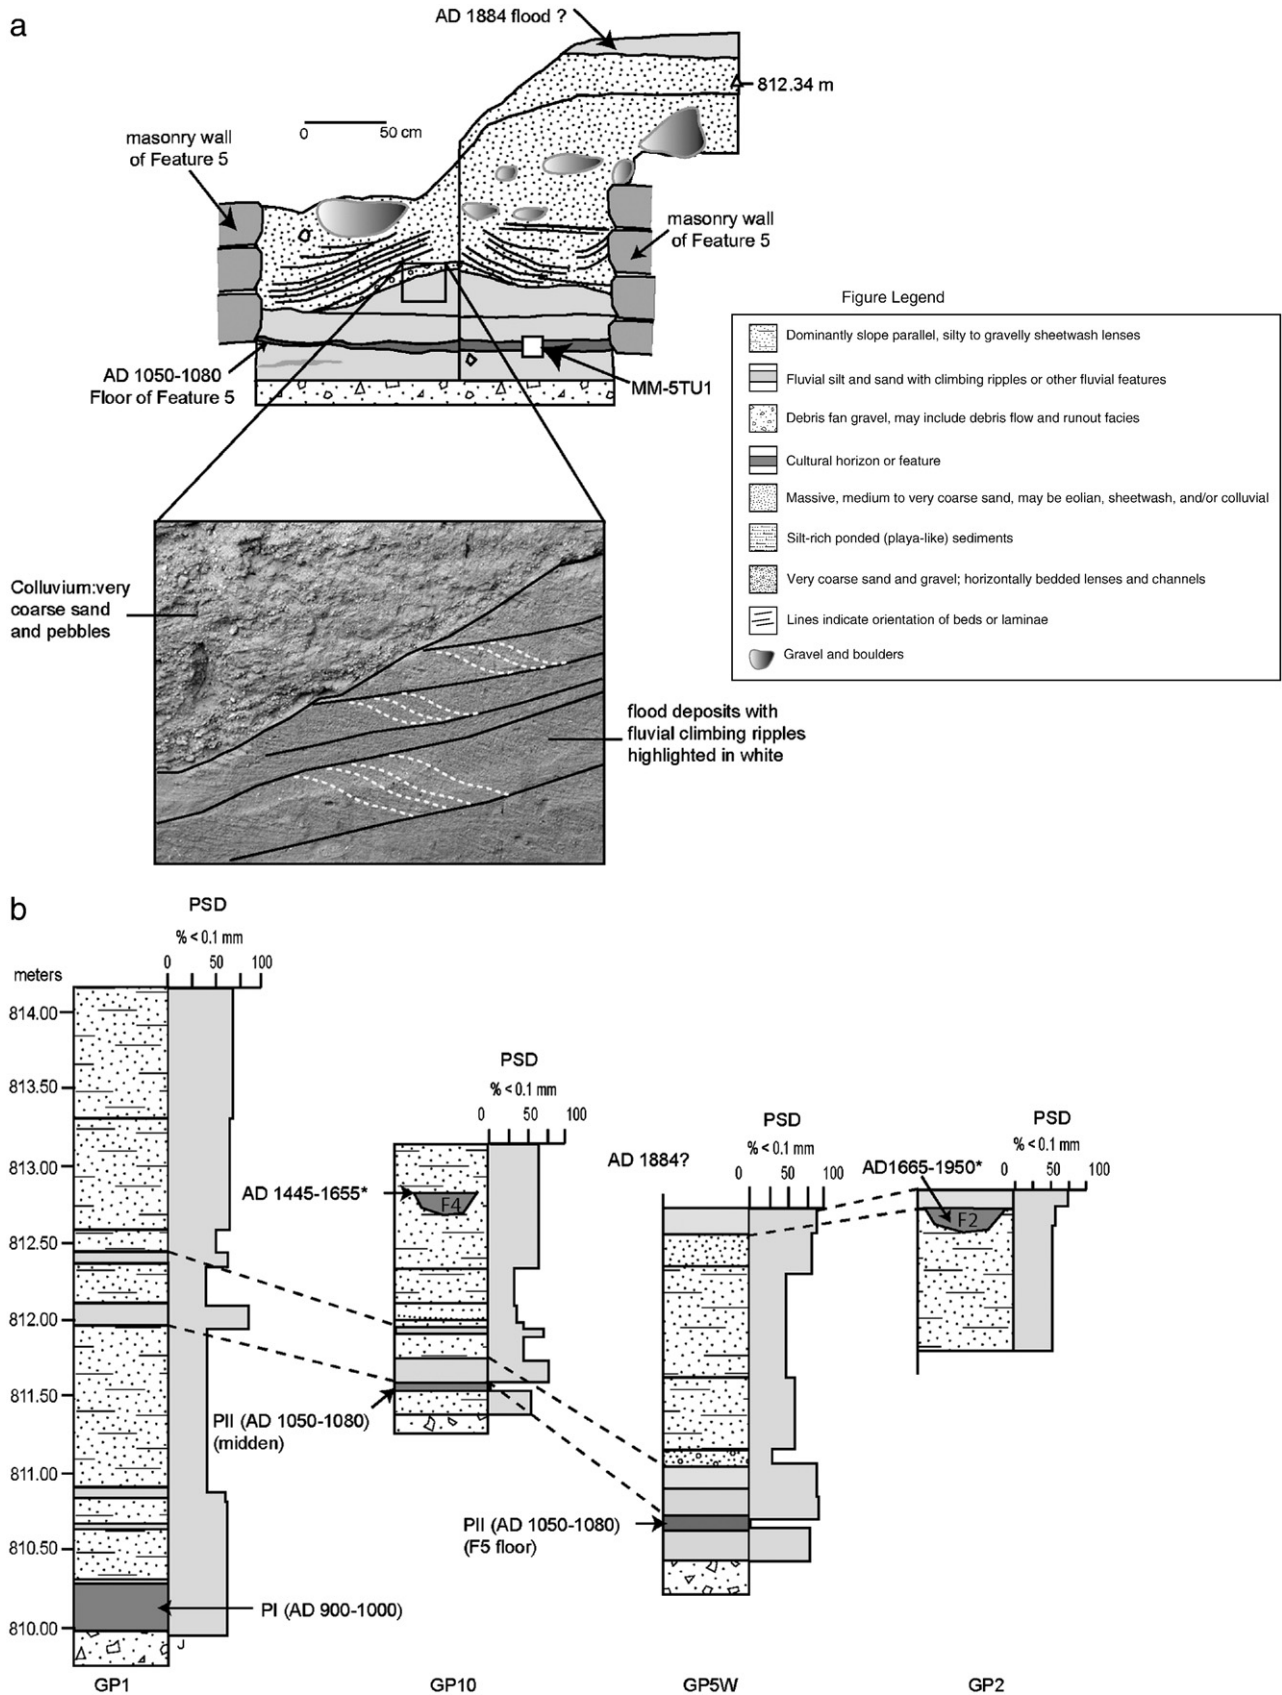 a
AD 1884 flood ?
812.34 m
0 50 cm
masonry wall
of Feature 5
masonry wall
of Feature 5
AD 1050-1080
Floor of Feature 5
MM-5TU1
Figure Legend
Dominantly slope parallel, silty to gravelly sheetwash lenses
Fluvial silt and sand with climbing ripples or other fluvial features
Debris fan gravel, may include debris flow and runout facies
Cultural horizon or feature
Massive, medium to very coarse sand, may be eolian, sheetwash, and/or colluvial
Silt-rich ponded (playa-like) sediments
Very coarse sand and gravel; horizontally bedded lenses and channels
Lines indicate orientation of beds or laminae
Gravel and boulders
Colluvium:very
coarse sand
and pebbles
flood deposits with
fluvial climbing ripples
highlighted in white
b
PSD
% < 0.1 mm
0 50 100
meters
814.00
813.50
813.00
812.50
812.00
811.50
811.00
810.50
810.00
PI (AD 900-1000)
J
GP1
PSD
% < 0.1 mm
0 50 100
AD 1445-1655*
F4
PII (AD 1050-1080)
(midden)
GP10
PSD
% < 0.1 mm
0 50 100
AD 1884?
PII (AD 1050-1080)
(F5 floor)
GP5W
PSD
% < 0.1 mm
0 50 100
AD1665-1950*
F2
GP2